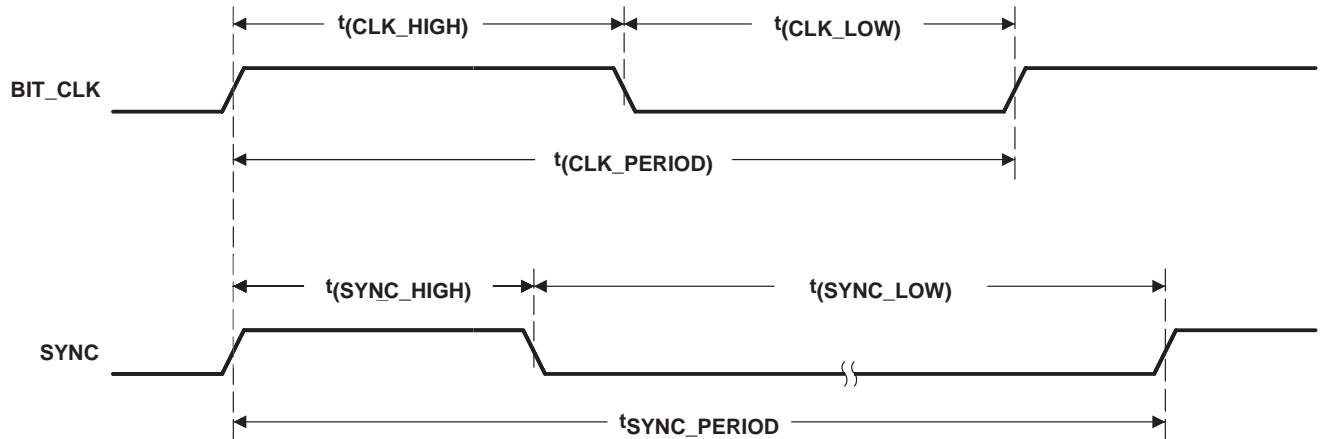 t(CLK_HIGH) t(CLK_LOW)
BIT_CLK
t(CLK_PERIOD)
t(SYNC_HIGH) t(SYNC_LOW)
SYNC
tSYNC_PERIOD